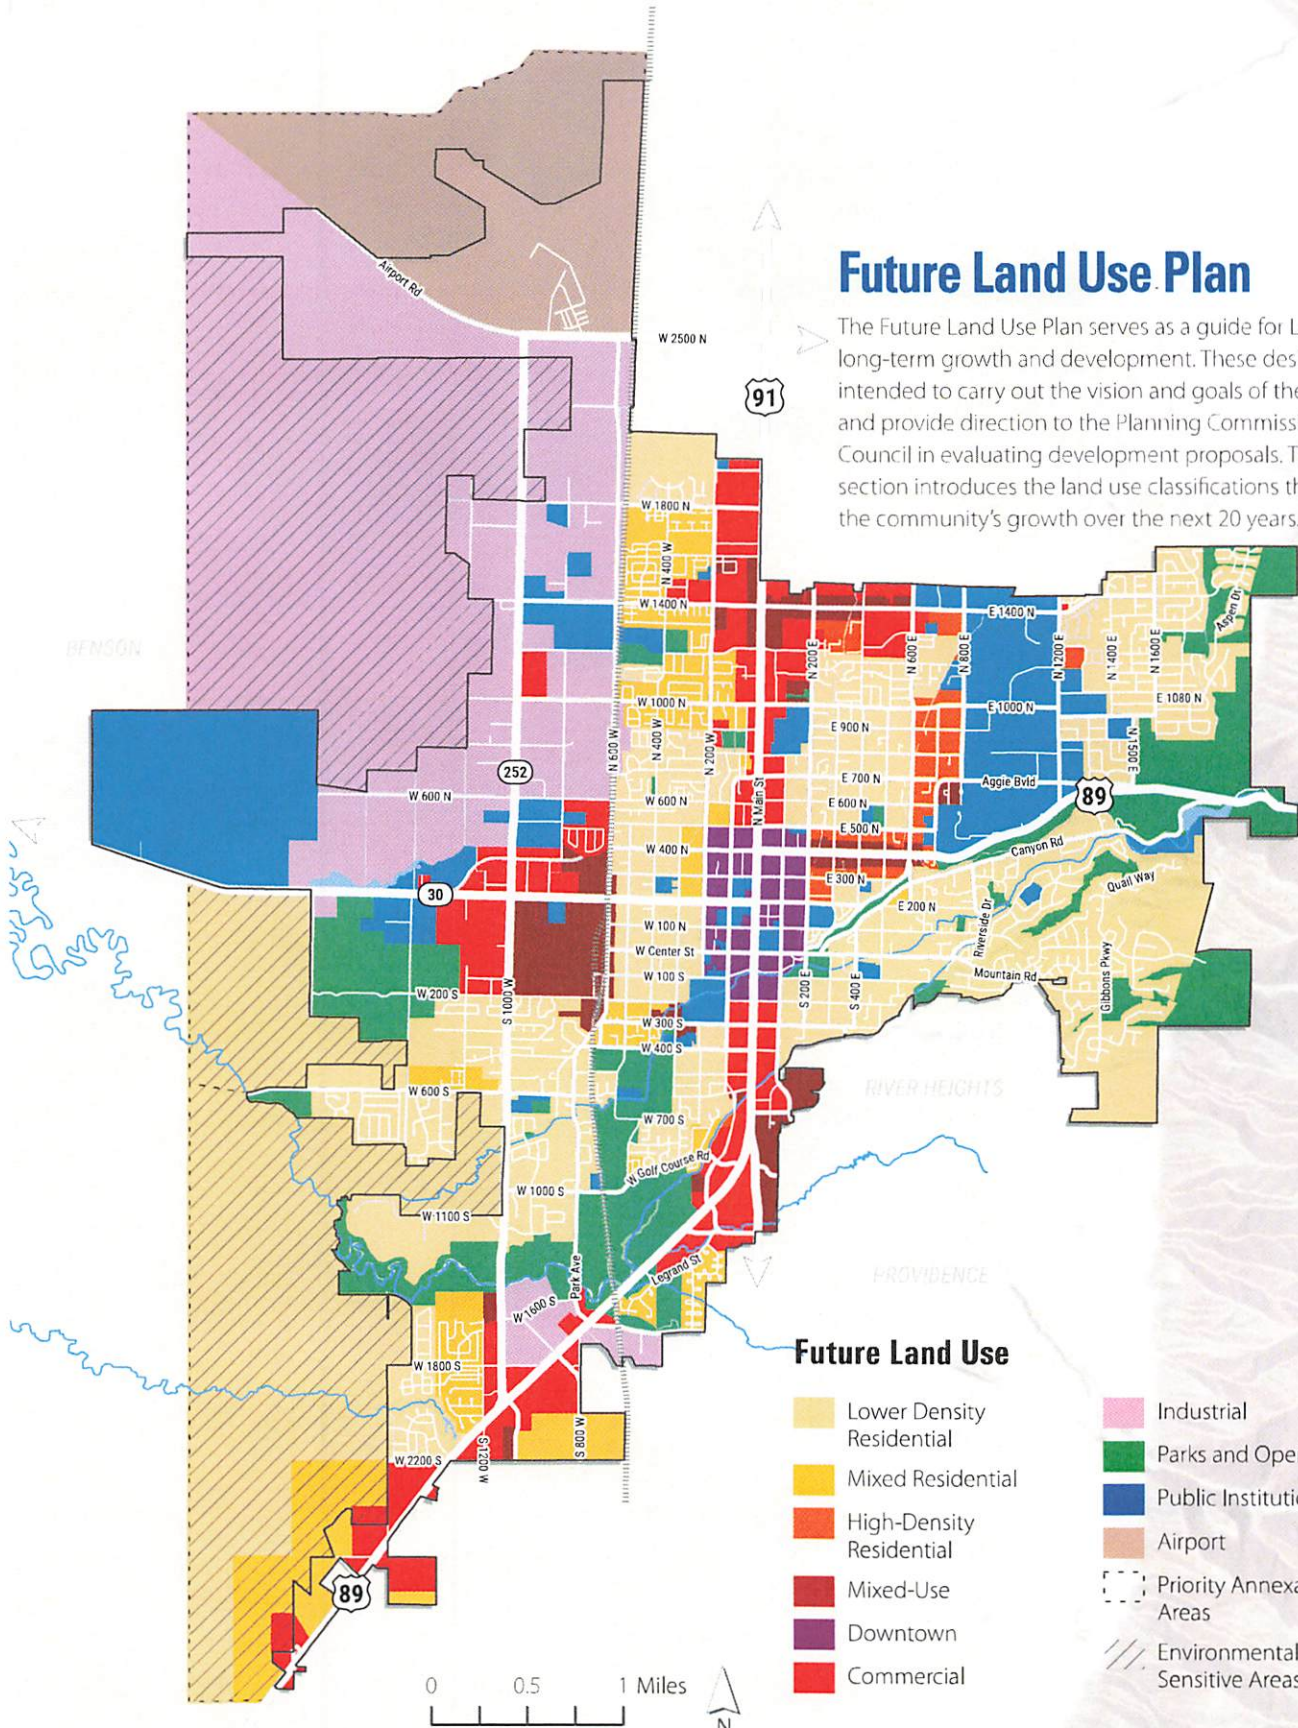 Future Land Use Plan
The Future Land Use Plan serves as a guide for L
long-term growth and development. These des
intended to carry out the vision and goals of the
and provide direction to the Planning Commiss
Council in evaluating development proposals. T
section introduces the land use classifications th
the community's growth over the next 20 years.
Airport Rd
W 2500 N
91
W 1800 N
N 400 W
W 1400 N
E 1400 N
Aspen Dr
BENSON
N 200 E
N 600 E
N 800 E
N 1200 E
N 1400 E
N 1600 E
E 1080 N
W 1000 N
E 1000 N
E 900 N
N 600 W
N 400 W
N 200 W
N 1500 E
252
N Main St
E 700 N
Aggie Bvld
89
W 600 N
W 600 N
E 600 N
E 500 N
Canyon Rd
W 400 N
E 300 N
Quail Way
30
E 200 N
W 100 N
Riverside Dr
W Center St
Mountain Rd
Gibbons Pkwy
W 100 S
S 200 E
S 400 E
W 200 S
S 1000 W
W 300 S
W 400 S
W 600 S
RIVER HEIGHTS
W 700 S
W Golf Course Rd
W 1000 S
W 1100 S
Park Ave
Legrand St
PROVIDENCE
W 1600 S
W 1800 S
S 1200 W
S 800 W
W 2200 S
89
Future Land Use
Lower Density
Residential
Mixed Residential
High-Density
Residential
Mixed-Use
Downtown
Commercial
Industrial
Parks and Ope
Public Instituti
Airport
Priority Annexa
Areas
Environmental
Sensitive Areas
0 0.5 1 Miles
N